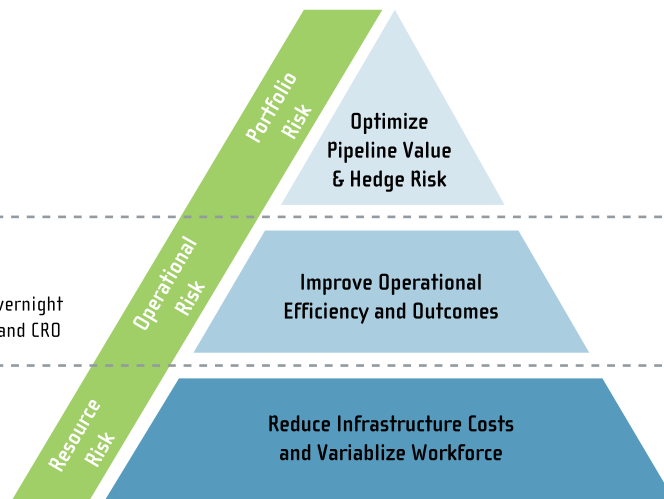 Portfolio
Risk
Optimize
Pipeline Value
& Hedge Risk
Operational
Risk
Improve Operational
Efficiency and Outcomes
and CRO
Resource
Risk
Reduce Infrastructure Costs
and Variablize Workforce